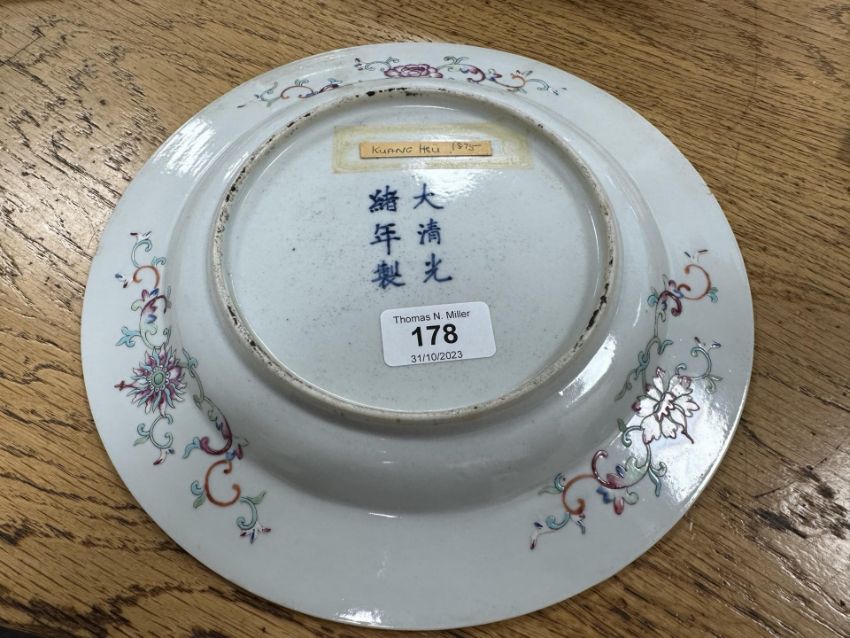 KUANG HSU 1875
大清光
緒年製
Thomas N. Miller
178
31/10/2023